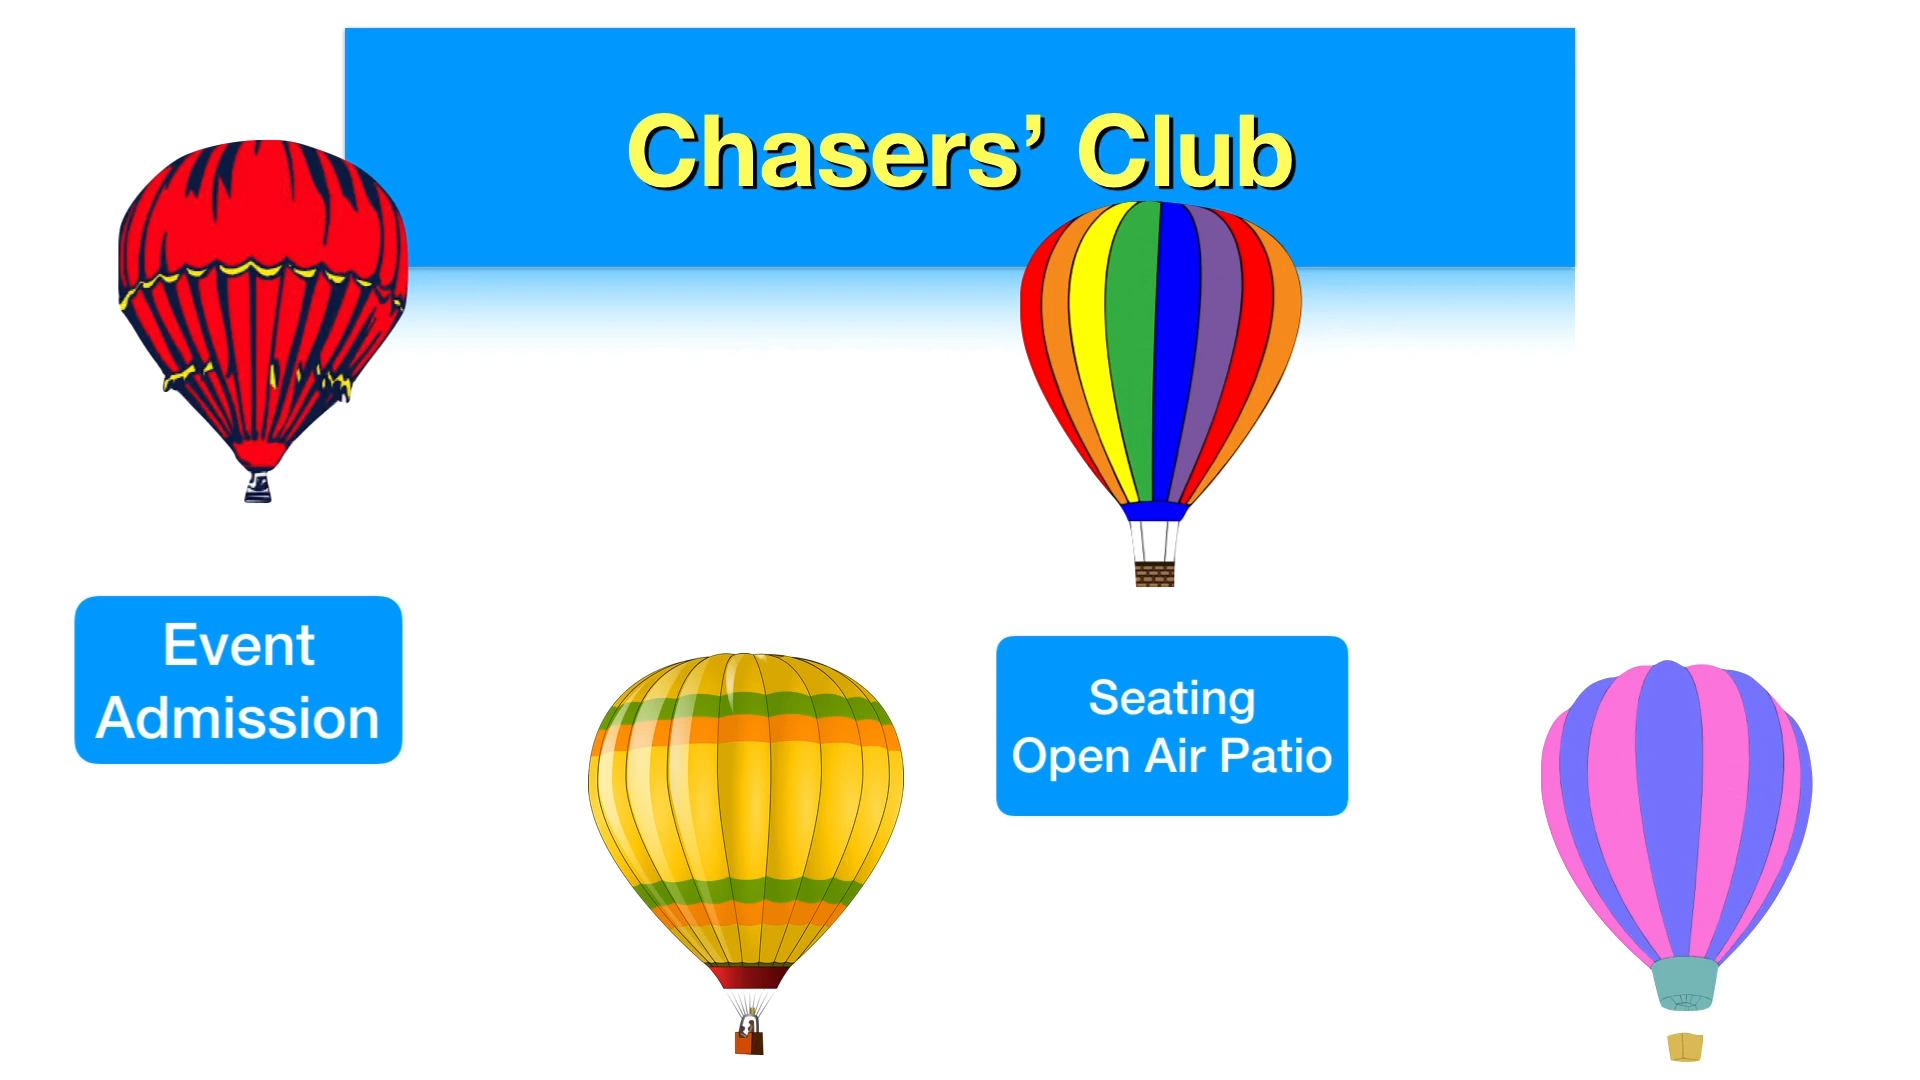 Chasers’ Club
Event
Admission
Seating
Open Air Patio